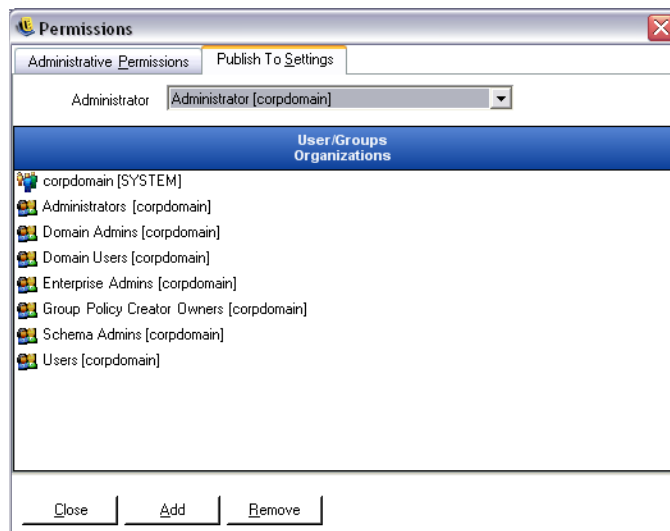 Permissions
Administrative Permissions
Publish To Settings
Administrator
Administrator [corpdomain]
User/Groups
Organizations
corpdomain [SYSTEM]
Administrators [corpdomain]
Domain Admins [corpdomain]
Domain Users [corpdomain]
Enterprise Admins [corpdomain]
Group Policy Creator Owners [corpdomain]
Schema Admins [corpdomain]
Users [corpdomain]
Close
Add
Remove